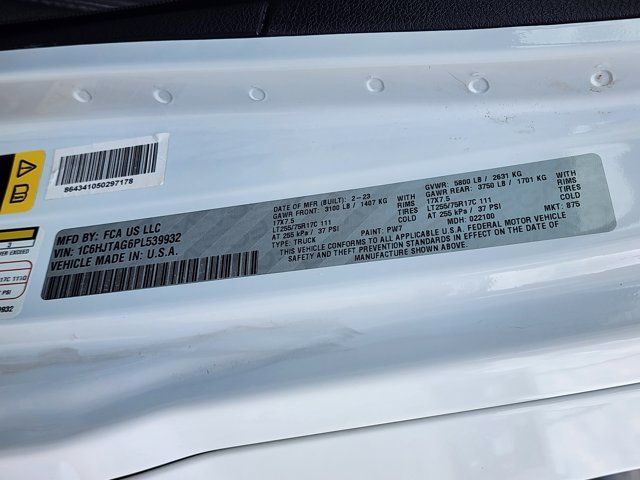 864341050297178
MFD BY: FCA US LLC
VIN: 1C6HJTAG6PL539932
VEHICLE MADE IN: U.S.A.
DATE OF MFR (BUILT): 2-23
GAWR FRONT: 3100 LB / 1407 KG WITH
17X7.5 RIMS
LT255/75R17C 111 TIRES
AT 255 kPa / 37 PSI COLD
TYPE: TRUCK PAINT: PW7
GVWR: 5800 LB / 2631 KG
GAWR REAR: 3750 LB / 1701 KG WITH
17X7.5 RIMS
LT255/75R17C 111 TIRES
AT 255 kPa / 37 PSI COLD
MDH: 022100 MKT: 875
THIS VEHICLE CONFORMS TO ALL APPLICABLE U.S.A. FEDERAL MOTOR VEHICLE
SAFETY AND THEFT PREVENTION STANDARDS IN EFFECT ON THE DATE OF
MANUFACTURE SHOWN ABOVE.
17C 111Q
PSI
9932